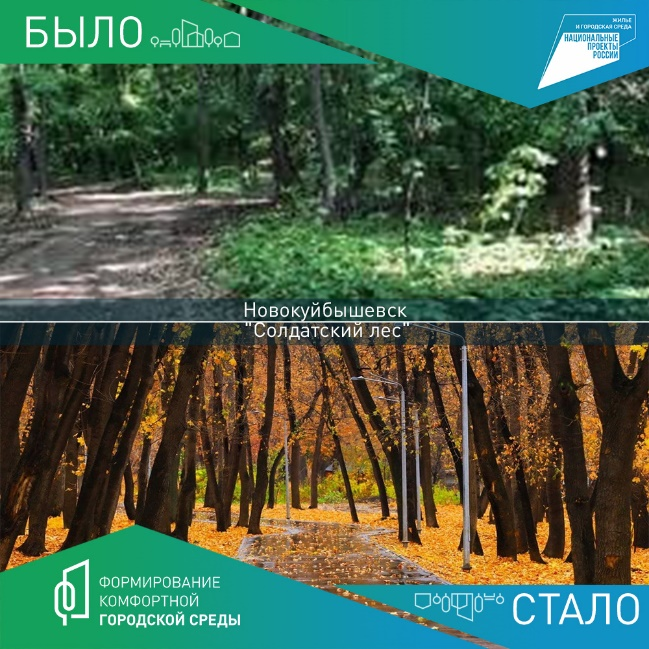 БЫЛО
ЖИЛЬЕ
И ГОРОДСКАЯ СРЕДА
НАЦИОНАЛЬНЫЕ
ПРОЕКТЫ
РОССИИ
Новокуйбышевск
"Солдатский лес"
ФОРМИРОВАНИЕ
КОМФОРТНОЙ
ГОРОДСКОЙ СРЕДЫ
СТАЛО